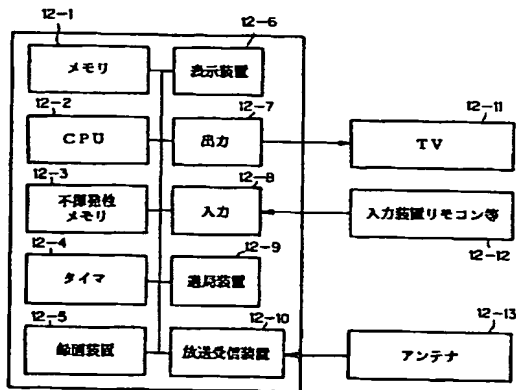 12-1
メモリ
12-2
CPU
12-3
不揮発性
メモリ
12-4
タイマ
12-5
録画装置
12-6
表示装置
12-7
出力
12-8
入力
12-9
選局装置
12-10
放送受信装置
12-11
TV
入力装置リモコン等
12-12
12-13
アンテナ